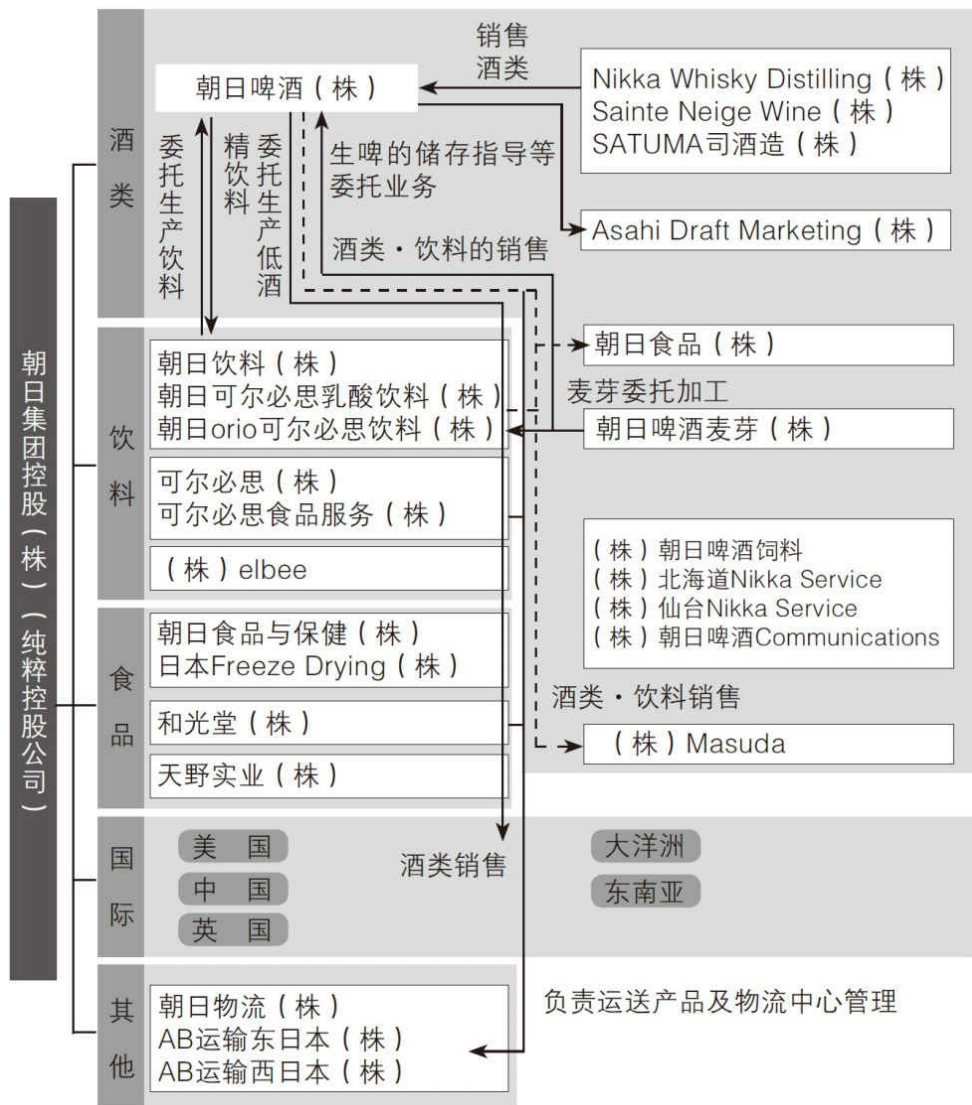 朝日集团控股(株)(纯粹控股公司)
酒类
朝日啤酒(株)
销售
酒类
Nikka Whisky Distilling(株)
Sainte Neige Wine(株)
SATUMA司酒造(株)
委托生产饮料
精饮料
委托生产低酒
生啤的储存指导等
委托业务
酒类·饮料的销售
Asahi Draft Marketing(株)
饮料
朝日饮料(株)
朝日可尔必思乳酸饮料(株)
朝日orio可尔必思饮料(株)
可尔必思(株)
可尔必思食品服务(株)
(株)elbee
朝日食品(株)
麦芽委托加工
朝日啤酒麦芽(株)
(株)朝日啤酒饲料
(株)北海道Nikka Service
(株)仙台Nikka Service
(株)朝日啤酒Communications
食品
朝日食品与保健(株)
日本Freeze Drying(株)
和光堂(株)
天野实业(株)
酒类·饮料销售
(株)Masuda
国际
美 国
中 国
英 国
酒类销售
大洋洲
东南亚
其他
朝日物流(株)
AB运输东日本(株)
AB运输西日本(株)
负责运送产品及物流中心管理